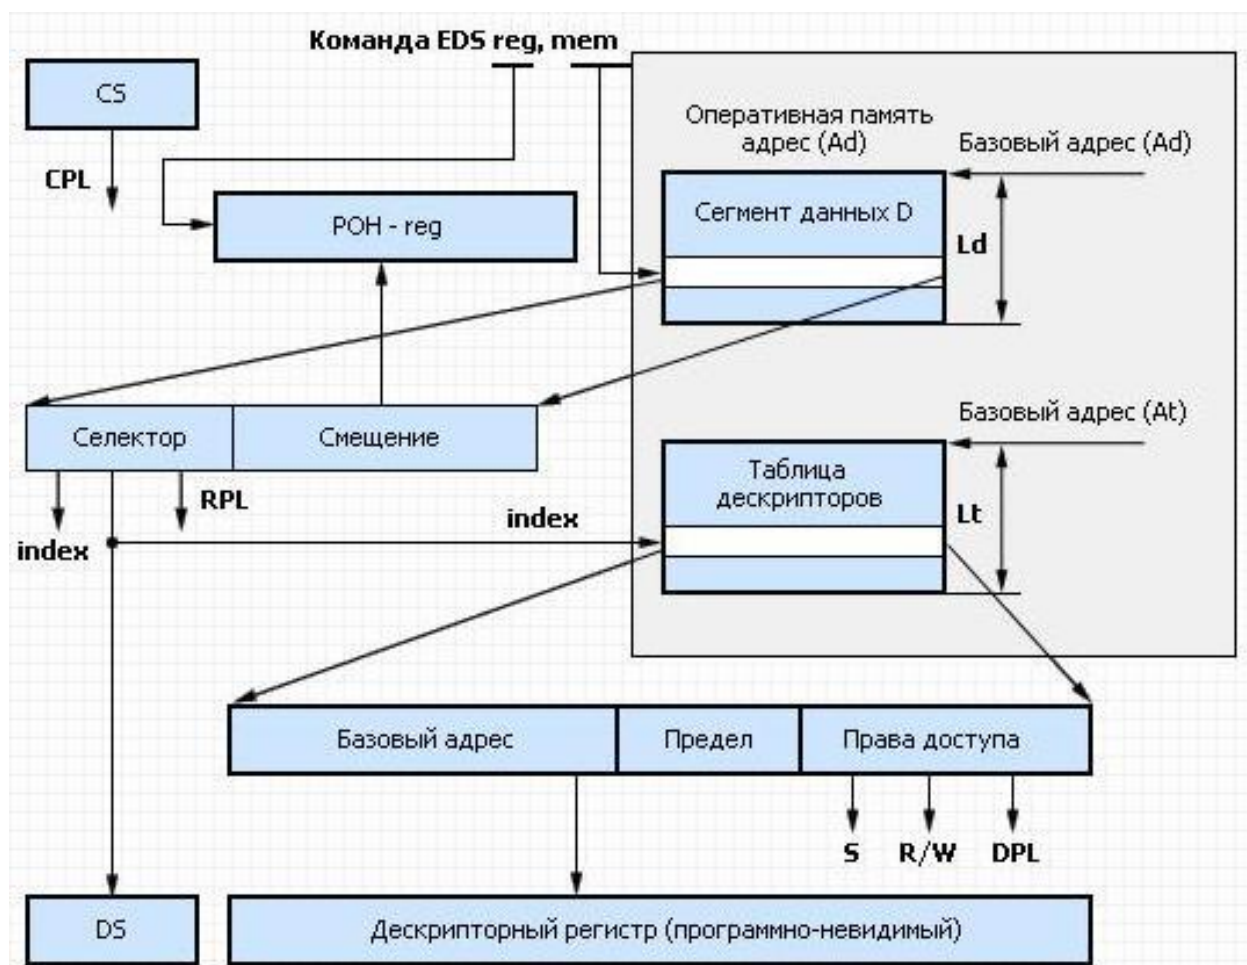 Команда EDS reg, mem
CS
CPL
РОН - reg
Оперативная память
адрес (Ad)
Базовый адрес (Ad)
Сегмент данных D
Ld
Селектор
Смещение
Базовый адрес (At)
Таблица
дескрипторов
Lt
RPL
index
index
Базовый адрес
Предел
Права доступа
S
R/W
DPL
DS
Дескрипторный регистр (программно-невидимый)